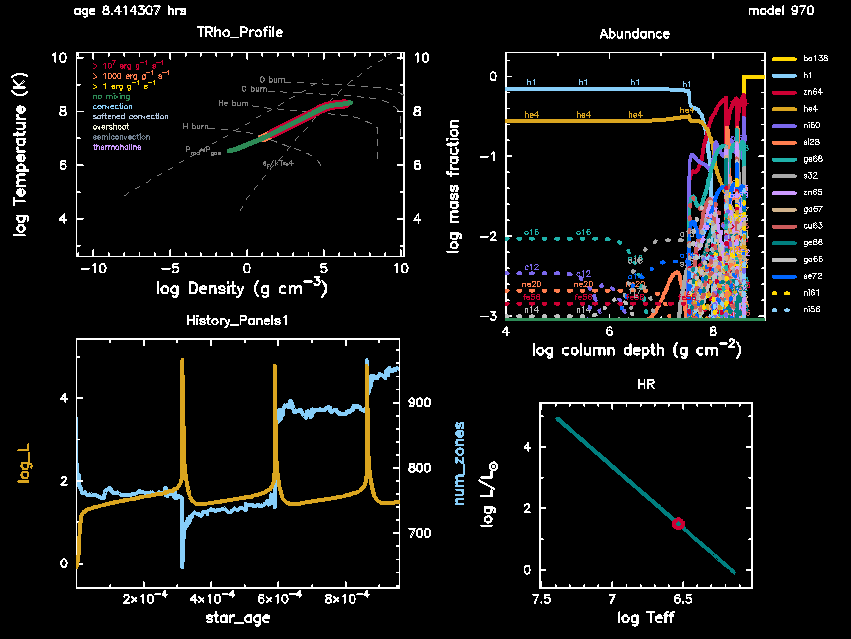 age 8.414307 hrs
model 970
TRho_Profile
log Temperature (K)
10
8
6
4
10
8
6
4
> 10⁷ erg g⁻¹ s⁻¹
> 1000 erg g⁻¹ s⁻¹
> 1 erg g⁻¹ s⁻¹
no mixing
convection
softened convection
overshoot
semiconvection
thermohaline
O burn
C burn
He burn
H burn
−10
−5
0
5
10
log Density (g cm⁻³)
Abundance
log mass fraction
0
−1
−2
−3
h1 h1 h1 h1
he4 he4 he4 he4
o16 o16 o16
c12 c12
ne20 ne20 ne20
fe56 fe56 fe56
n14 n14 n14
4
6
8
log column depth (g cm⁻²)
ba138
h1
zn64
he4
ni60
si28
ge68
s32
zn65
ga67
cu63
ge66
se72
ni61
ni56
History_Panels1
log_L
4
2
0
900
800
700
num_zones
2×10⁻⁴
4×10⁻⁴
6×10⁻⁴
8×10⁻⁴
star_age
HR
log L/L☉
4
2
0
7.5
7
6.5
log Teff